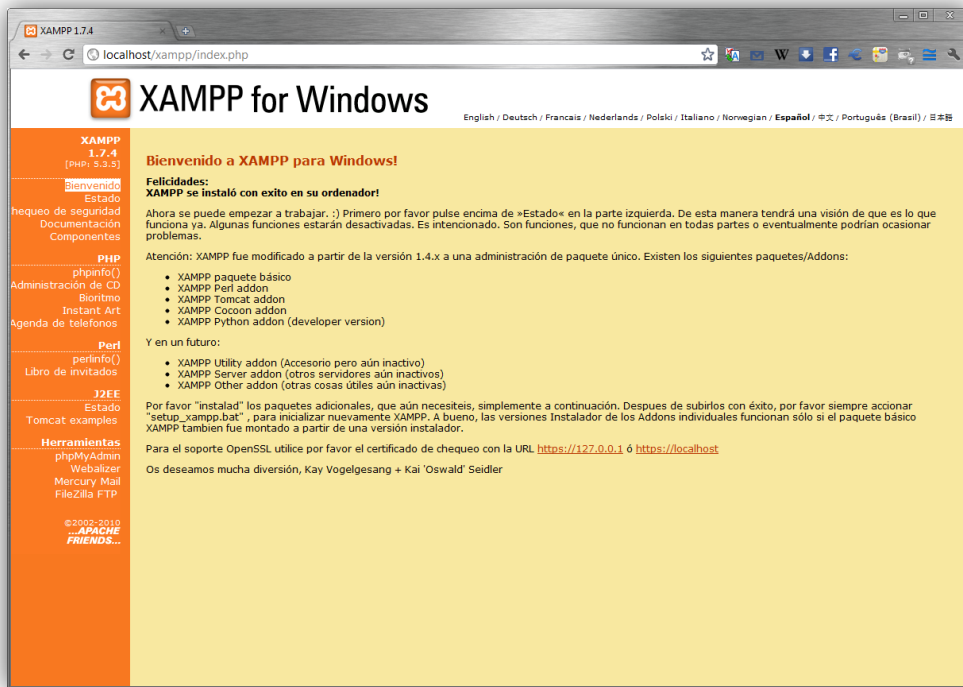 XAMPP 1.7.4
localhost/xampp/index.php
XAMPP for Windows
English / Deutsch / Francais / Nederlands / Polski / Italiano / Norwegian / Español / 中文 / Português (Brasil) / 日本語
XAMPP
1.7.4
[PHP: 5.3.5]
Bienvenido
Estado
hequeo de seguridad
Documentación
Componentes
PHP
phpinfo()
Administración de CD
Bioritmo
Instant Art
Agenda de telefonos
Perl
perlinfo()
Libro de invitados
J2EE
Estado
Tomcat examples
Herramientas
phpMyAdmin
Webalizer
Mercury Mail
FileZilla FTP
©2002-2010
...APACHE
FRIENDS...
Bienvenido a XAMPP para Windows!
Felicidades:
XAMPP se instaló con exito en su ordenador!
Ahora se puede empezar a trabajar. :) Primero por favor pulse encima de »Estado« en la parte izquierda. De esta manera tendrá una visión de que es lo que
funciona ya. Algunas funciones estarán desactivadas. Es intencionado. Son funciones, que no funcionan en todas partes o eventualmente podrían ocasionar
problemas.
Atención: XAMPP fue modificado a partir de la versión 1.4.x a una administración de paquete único. Existen los siguientes paquetes/Addons:
• XAMPP paquete básico
• XAMPP Perl addon
• XAMPP Tomcat addon
• XAMPP Cocoon addon
• XAMPP Python addon (developer version)
Y en un futuro:
• XAMPP Utility addon (Accesorio pero aún inactivo)
• XAMPP Server addon (otros servidores aún inactivos)
• XAMPP Other addon (otras cosas útiles aún inactivas)
Por favor "instalad" los paquetes adicionales, que aún necesiteis, simplemente a continuación. Despues de subirlos con éxito, por favor siempre accionar
"setup_xampp.bat" , para inicializar nuevamente XAMPP. A bueno, las versiones Instalador de los Addons individuales funcionan sólo si el paquete básico
XAMPP tambien fue montado a partir de una versión instalador.
Para el soporte OpenSSL utilice por favor el certificado de chequeo con la URL https://127.0.0.1 ó https://localhost
Os deseamos mucha diversión, Kay Vogelgesang + Kai 'Oswald' Seidler